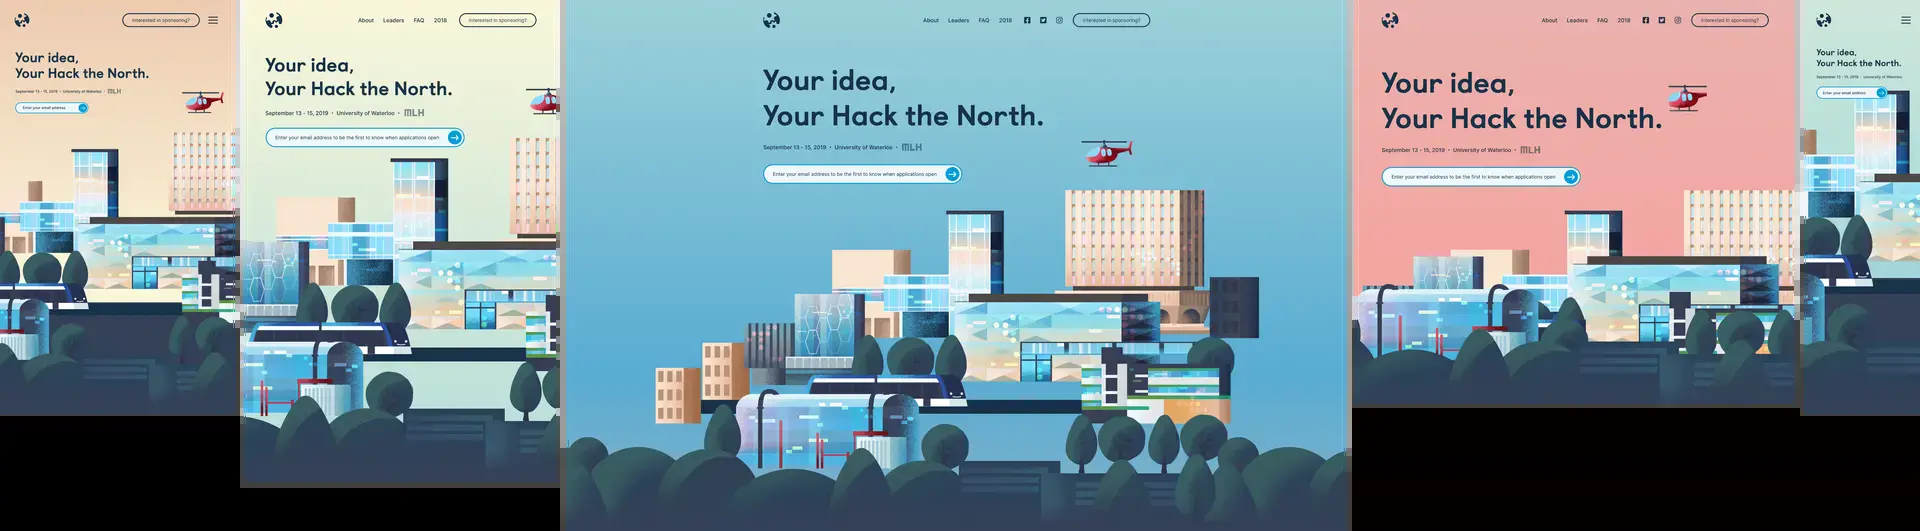 Interested in sponsoring?
Your idea,
Your Hack the North.
September 13 - 15, 2019 • University of Waterloo • MLH
Enter your email address
About Leaders FAQ 2018 Interested in sponsoring?
Your idea,
Your Hack the North.
September 13 - 15, 2019 • University of Waterloo • MLH
Enter your email address to be the first to know when applications open
About Leaders FAQ 2018 Interested in sponsoring?
Your idea,
Your Hack the North.
September 13 - 15, 2019 • University of Waterloo • MLH
Enter your email address to be the first to know when applications open
About Leaders FAQ 2018 Interested in sponsoring?
Your idea,
Your Hack the North.
September 13 - 15, 2019 • University of Waterloo • MLH
Enter your email address to be the first to know when applications open
Your idea,
Your Hack the North.
September 13 - 15, 2019 • University of Waterloo
Enter your email address